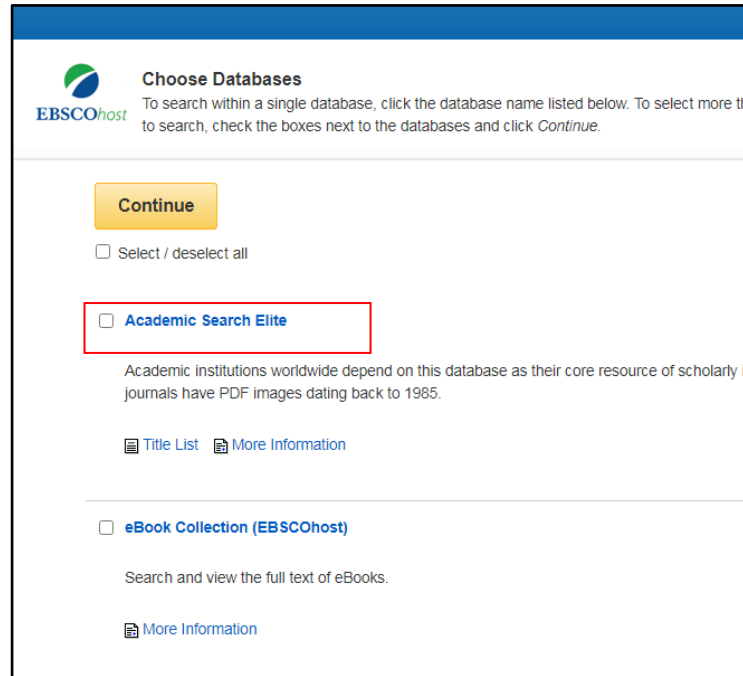 Choose Databases
To search within a single database, click the database name listed below. To select more
EBSCOhost
to search, check the boxes next to the databases and click Continue.
Continue
Select / deselect all
Academic Search Elite
Academic institutions worldwide depend on this database as their core resource of scholarly
journals have PDF images dating back to 1985.
Title List More Information
eBook Collection (EBSCOhost)
Search and view the full text of eBooks.
More Information